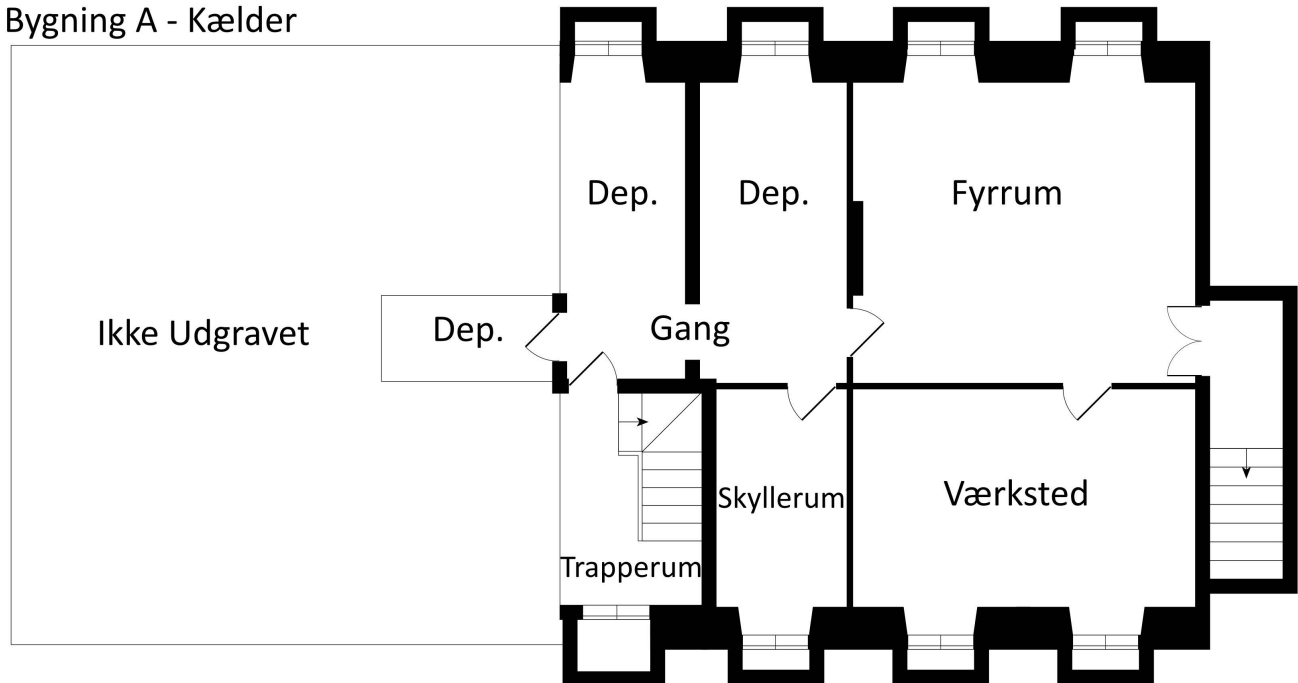 Bygning A - Kælder
Dep.
Dep.
Fyrrum
Ikke Udgravet
Dep.
Gang
Skyllerum
Værksted
Trapperum